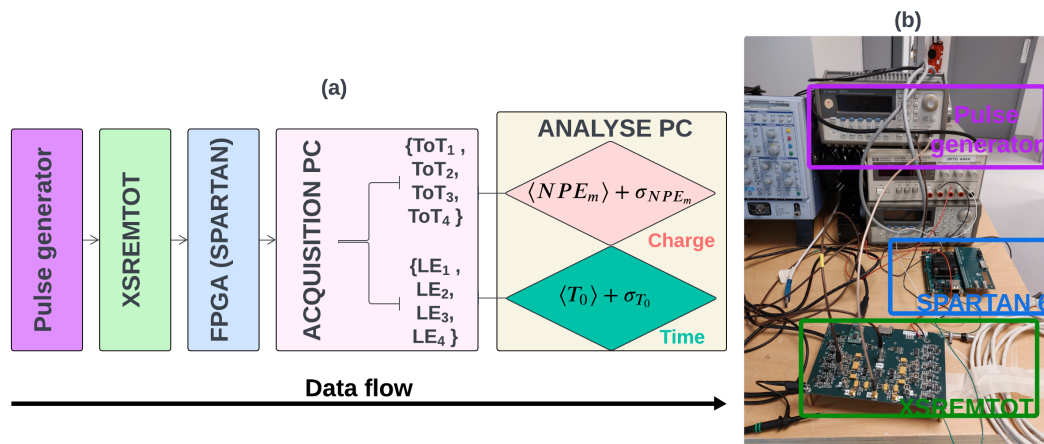 (a)
Pulse generator
XSREMTOT
FPGA (SPARTAN)
ACQUISITION PC
{ToT1 ,
ToT2,
ToT3,
ToT4 }
{LE1 ,
LE2,
LE3,
LE4 }
ANALYSE PC
⟨NPEm⟩ + σNPEm
Charge
⟨T0⟩ + σT0
Time
Data flow
(b)
Pulse
generator
SPARTAN 6
XSREMTOT